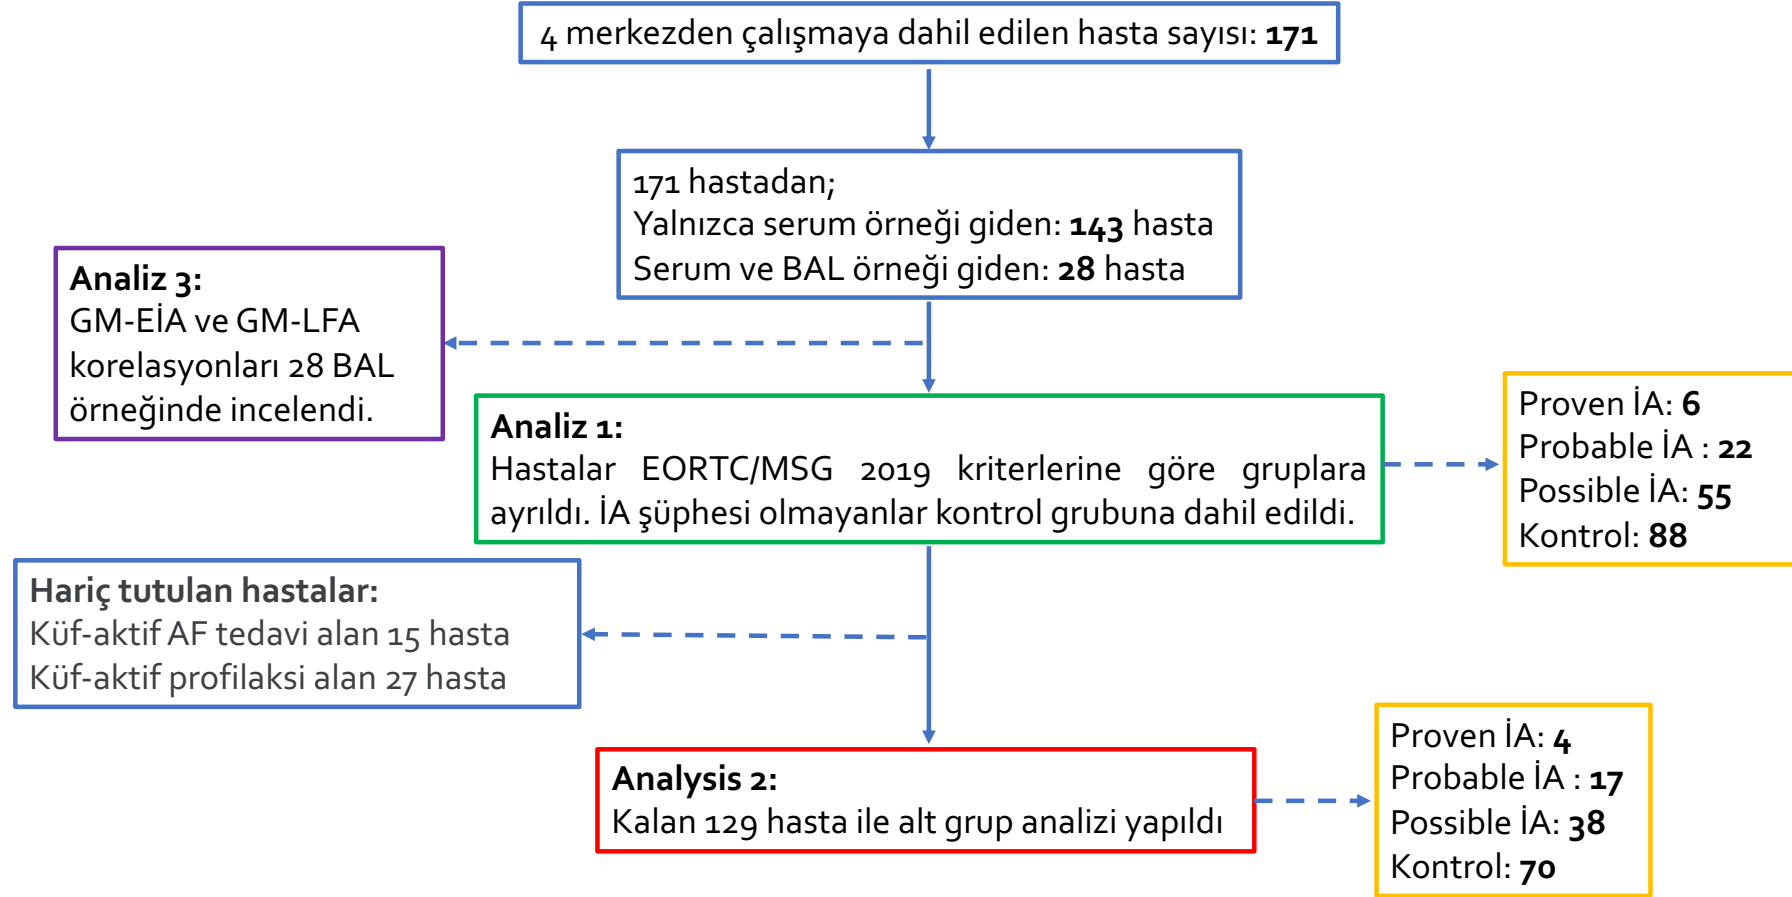 4 merkezden çalışmaya dahil edilen hasta sayısı: 171
171 hastadan;
Yalnızca serum örneği giden: 143 hasta
Serum ve BAL örneği giden: 28 hasta
Analiz 3:
GM-EİA ve GM-LFA
korelasyonları 28 BAL
örneğinde incelendi.
Analiz 1:
Hastalar EORTC/MSG 2019 kriterlerine göre gruplara
ayrıldı. İA şüphesi olmayanlar kontrol grubuna dahil edildi.
Proven İA: 6
Probable İA : 22
Possible İA: 55
Kontrol: 88
Hariç tutulan hastalar:
Küf-aktif AF tedavi alan 15 hasta
Küf-aktif profilaksi alan 27 hasta
Analysis 2:
Kalan 129 hasta ile alt grup analizi yapıldı
Proven İA: 4
Probable İA : 17
Possible İA: 38
Kontrol: 70